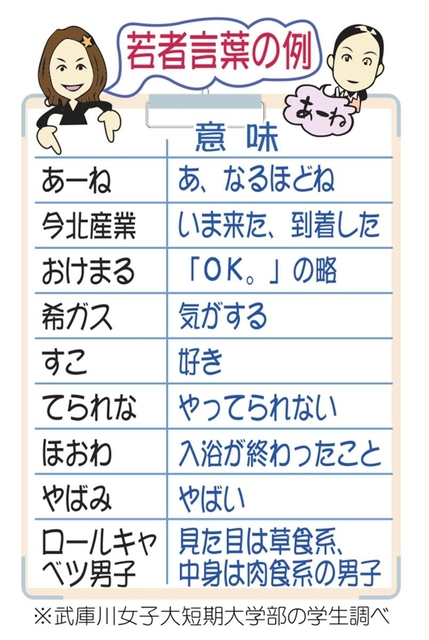 若者言葉の例
あーね
意味
あーね あ、なるほどね
今北産業 いま来た、到着した
おけまる 「OK。」の略
希ガス 気がする
すこ 好き
てられな やってられない
ほおわ 入浴が終わったこと
やばみ やばい
ロールキャ
ベツ男子
見た目は草食系、
中身は肉食系の男子
※武庫川女子大短期大学部の学生調べ